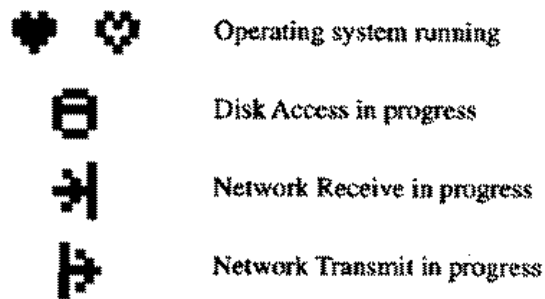 Operating system running
Disk Access in progress
Network Receive in progress
Network Transmit in progress